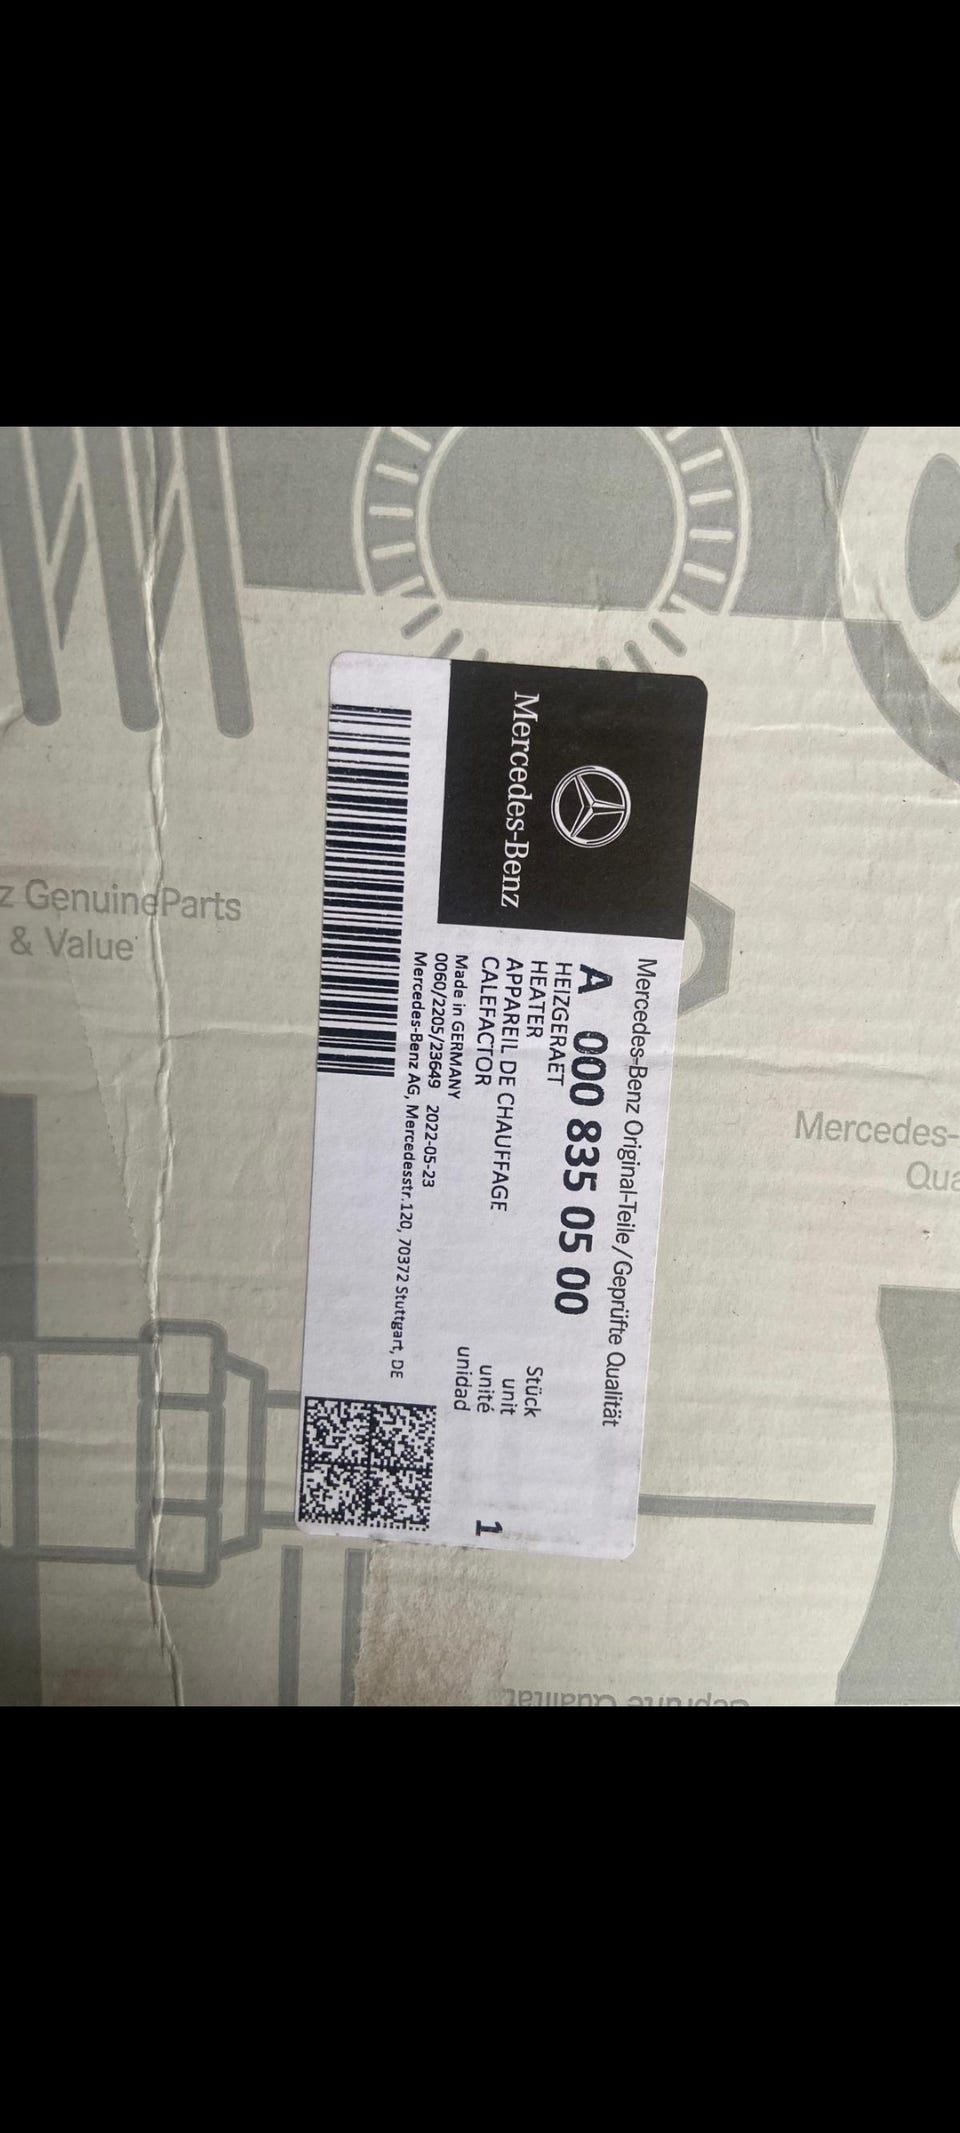 Mercedes-Benz
Mercedes-Benz Original-Teile/Geprüfte Qualität
A 000 835 05 00
HEIZGERAET
HEATER
APPAREIL DE CHAUFFAGE
CALEFACTOR
Stück
unit
unité
unidad
1
Made in GERMANY
0060/2205/23649 2022-05-23
Mercedes-Benz AG, Mercedesstr.120, 70372 Stuttgart, DE
z GenuineParts
& Value
Mercedes-
Qua
Geprüfte Qualität